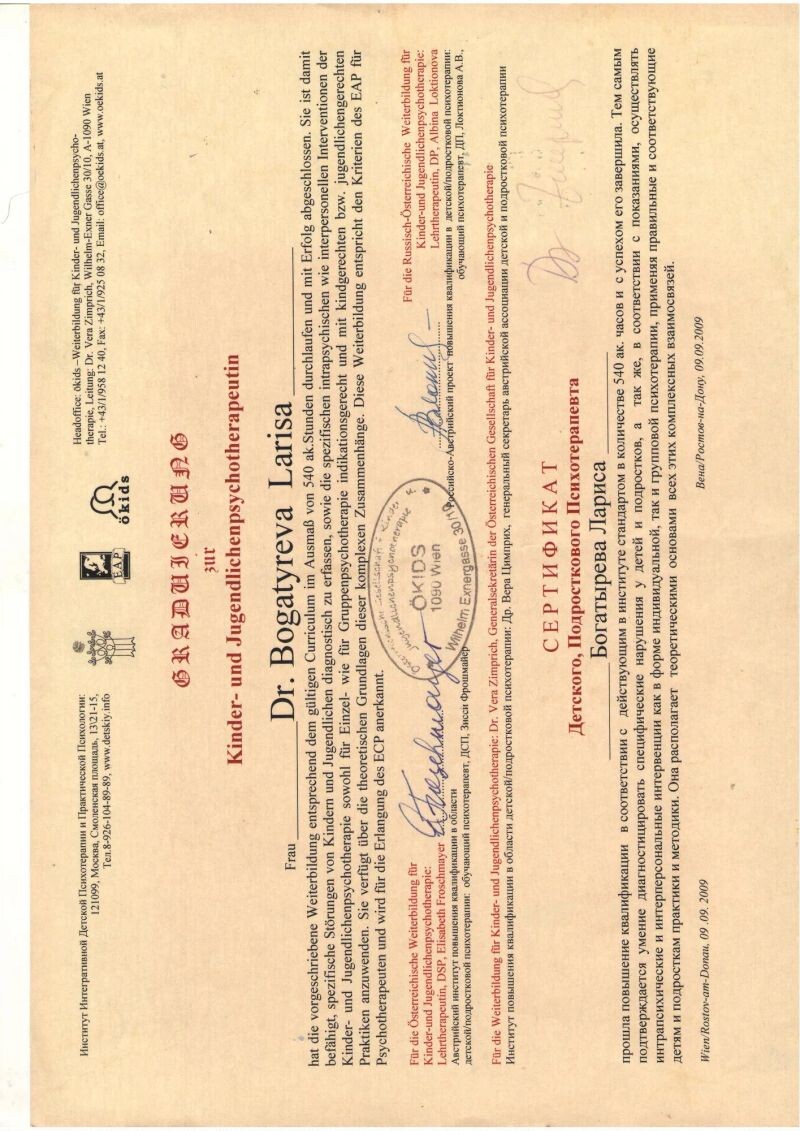 Институт Интегративной Детской Психотерапии и Практической Психологии:
121099, Москва, Смоленская площадь, 13\21-15,
Тел.8-926-104-89-89, www.detskiy.info
EAP
ökids
Headoffice: ökids –Weiterbildung für Kinder- und Jugendlichenpsycho-
therapie, Leitung: Dr. Vera Zimprich, Wilhelm-Exner Gasse 30/10, A-1090 Wien
Tel.: +43/1/958 12 40, Fax: +43/1/925 08 32, Email: office@oekids.at, www.oekids.at
GRADUIERUNG
zur
Kinder- und Jugendlichenpsychotherapeutin
Frau Dr. Bogatyreva Larisa
hat die vorgeschriebene Weiterbildung entsprechend dem gültigen Curriculum im Ausmaß von 540 ak.Stunden durchlaufen und mit Erfolg abgeschlossen. Sie ist damit
befähigt, spezifische Störungen von Kindern und Jugendlichen diagnostisch zu erfassen, sowie die spezifischen intrapsychischen wie interpersonellen Interventionen der
Kinder- und Jugendlichenpsychotherapie sowohl für Einzel- wie für Gruppenpsychotherapie indikationsgerecht und mit kindgerechten bzw. jugendlichengerechten
Praktiken anzuwenden. Sie verfügt über die theoretischen Grundlagen dieser komplexen Zusammenhänge. Diese Weiterbildung entspricht den Kriterien des EAP für
Psychotherapeuten und wird für die Erlangung des ECP anerkannt.
Für die Österreichische Weiterbildung für
Kinder-und Jugendlichenpsychotherapie:
Lehrtherapeutin, DSP, Elisabeth Froschmayer
Австрийский институт повышения квалификации в области
детской/подростковой психотерапии: обучающий психотерапевт, ДСП, Зисси Фрошмайер
ÖKIDS
1090 Wien
Wilhelm Exnergasse 30/10
Für die Russisch-Österreichische Weiterbildung für
Kinder-und Jugendlichenpsychotherapie:
Lehrtherapeutin, DP, Albina Loktionova
Российско-Австрийский проект повышения квалификации в детской/подростковой психотерапии:
обучающий психотерапевт, ДП, Локтионова А.В.,
Für die Weiterbildung für Kinder- und Jugendlichenpsychotherapie: Dr. Vera Zimprich, Generalsekretärin der Österreichischen Gesellschaft für Kinder- und Jugendlichenpsychotherapie
Институт повышения квалификации в области детской/подростковой психотерапии: Др. Вера Цимприх, генеральный секретарь австрийской ассоциации детской и подростковой психотерапии
СЕРТИФИКАТ
Детского, Подросткового Психотерапевта
Богатырева Лариса
прошла повышение квалификации в соответствии с действующим в институте стандартом в количестве 540 ак. часов и с успехом его завершила. Тем самым
подтверждается умение диагностицировать специфические нарушения у детей и подростков, а так же, в соответствии с показаниями, осуществлять
интрапсихические и интерперсональные интервенции как в форме индивидуальной, так и групповой психотерапии, применяя правильные и соответствующие
детям и подросткам практики и методики. Она располагает теоретическими основами всех этих комплексных взаимосвязей.
Wien/Rostov-am-Donau, 09 .09. 2009
Вена/Ростов-на-Дону, 09.09.2009